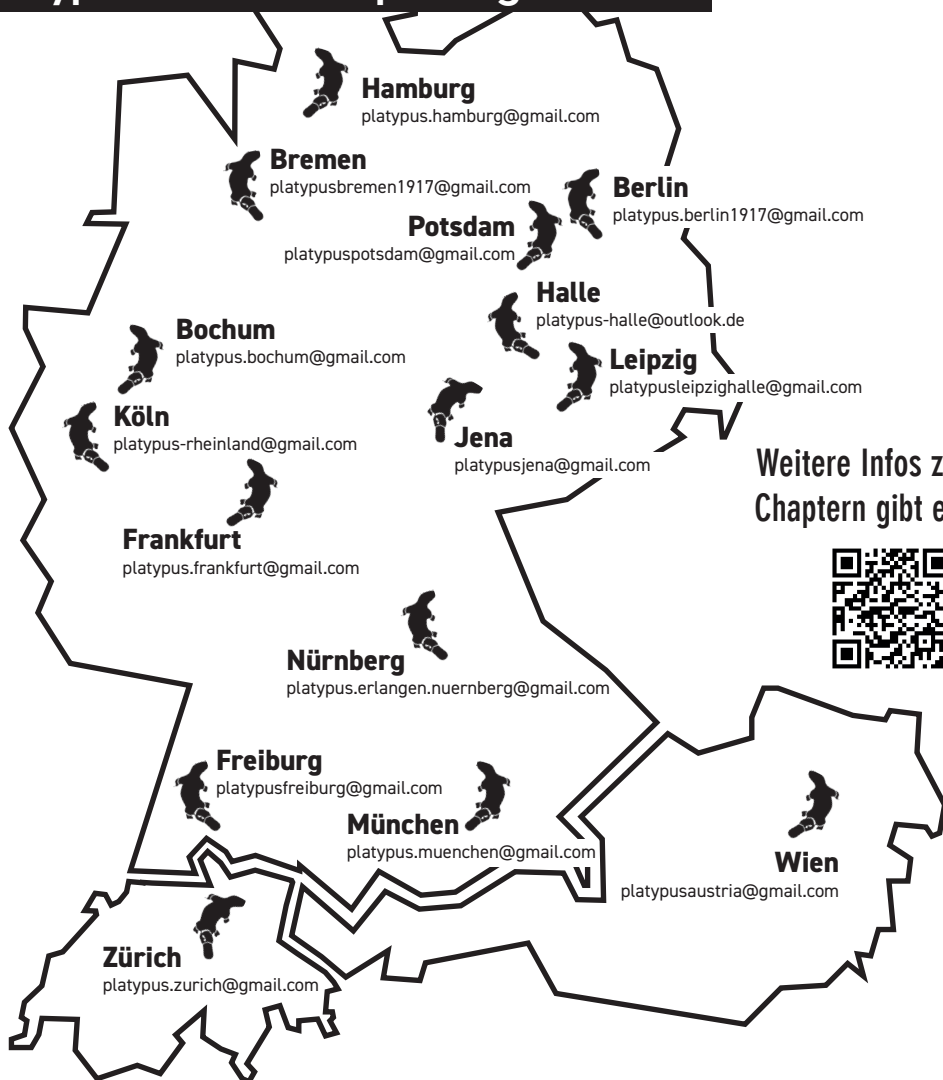 Hamburg
platypus.hamburg@gmail.com
Bremen
platypusbremen1917@gmail.com
Berlin
platypus.berlin1917@gmail.com
Potsdam
platypuspotsdam@gmail.com
Halle
platypus-halle@outlook.de
Bochum
platypus.bochum@gmail.com
Leipzig
platypusleipzighalle@gmail.com
Köln
platypus-rheinland@gmail.com
Jena
platypusjena@gmail.com
Weitere Infos
Chaptern gibt
Frankfurt
platypus.frankfurt@gmail.com
Nürnberg
platypus.erlangen.nuernberg@gmail.com
Freiburg
platypusfreiburg@gmail.com
München
platypus.muenchen@gmail.com
Wien
platypusaustria@gmail.com
Zürich
platypus.zurich@gmail.com